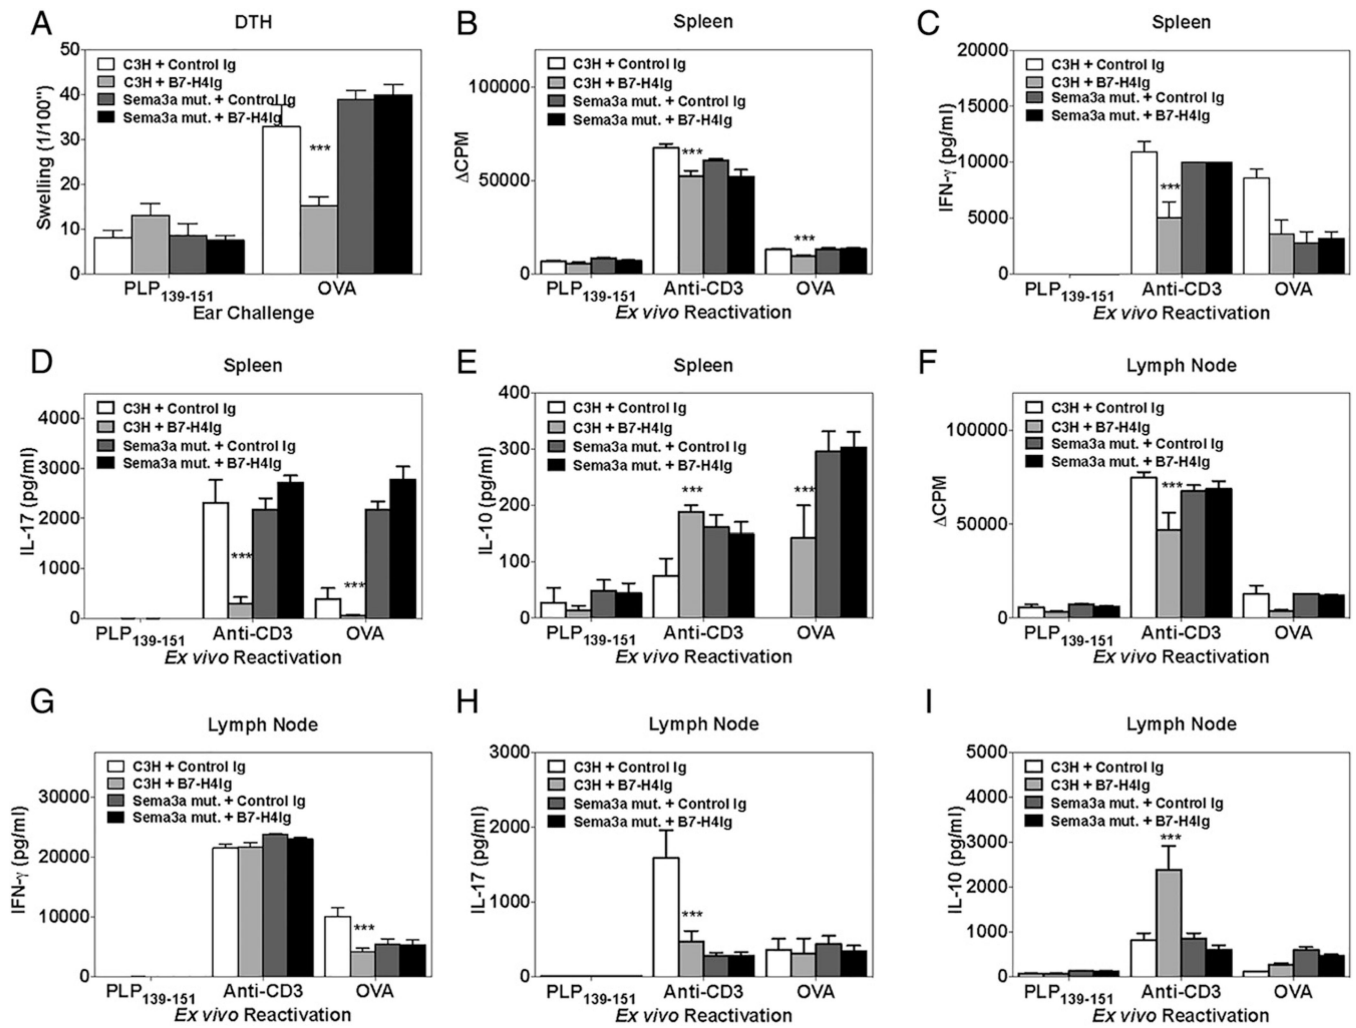 A
DTH
50
40
30
20
10
0
Swelling (1/100")
C3H + Control Ig
C3H + B7-H4Ig
Sema3a mut. + Control Ig
Sema3a mut. + B7-H4Ig
***
PLP139-151
OVA
Ear Challenge
B
Spleen
100000
50000
0
ΔCPM
C3H + Control Ig
C3H + B7-H4Ig
Sema3a mut. + Control Ig
Sema3a mut. + B7-H4Ig
***
***
PLP139-151
Anti-CD3
OVA
Ex vivo Reactivation
C
Spleen
20000
15000
10000
5000
0
IFN-γ (pg/ml)
C3H + Control Ig
C3H + B7-H4Ig
Sema3a mut. + Control Ig
Sema3a mut. + B7-H4Ig
***
PLP139-151
Anti-CD3
OVA
Ex vivo Reactivation
D
Spleen
4000
3000
2000
1000
0
IL-17 (pg/ml)
C3H + Control Ig
C3H + B7-H4Ig
Sema3a mut. + Control Ig
Sema3a mut. + B7-H4Ig
***
***
PLP139-151
Anti-CD3
OVA
Ex vivo Reactivation
E
Spleen
400
300
200
100
0
IL-10 (pg/ml)
C3H + Control Ig
C3H + B7-H4Ig
Sema3a mut. + Control Ig
Sema3a mut. + B7-H4Ig
***
***
PLP139-151
Anti-CD3
OVA
Ex vivo Reactivation
F
Lymph Node
100000
50000
0
ΔCPM
C3H + Control Ig
C3H + B7-H4Ig
Sema3a mut. + Control Ig
Sema3a mut. + B7-H4Ig
***
PLP139-151
Anti-CD3
OVA
Ex vivo Reactivation
G
Lymph Node
30000
20000
10000
0
IFN-γ (pg/ml)
C3H + Control Ig
C3H + B7-H4Ig
Sema3a mut. + Control Ig
Sema3a mut. + B7-H4Ig
***
PLP139-151
Anti-CD3
OVA
Ex vivo Reactivation
H
Lymph Node
3000
2000
1000
0
IL-17 (pg/ml)
C3H + Control Ig
C3H + B7-H4Ig
Sema3a mut. + Control Ig
Sema3a mut. + B7-H4Ig
***
PLP139-151
Anti-CD3
OVA
Ex vivo Reactivation
I
Lymph Node
5000
4000
3000
2000
1000
0
IL-10 (pg/ml)
C3H + Control Ig
C3H + B7-H4Ig
Sema3a mut. + Control Ig
Sema3a mut. + B7-H4Ig
***
PLP139-151
Anti-CD3
OVA
Ex vivo Reactivation